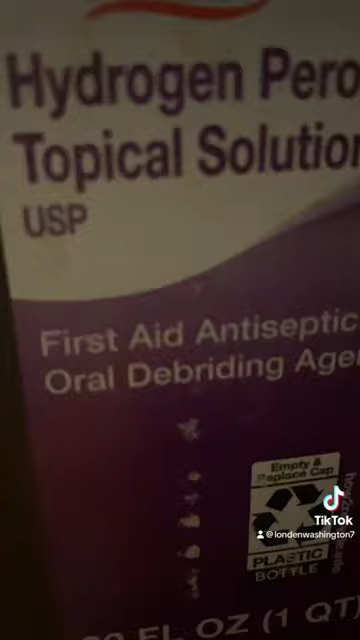 Hydrogen Pero
Topical Solution
USP
First Aid Antiseptic
Oral Debriding Age
Empty &
Replace Cap
PLASTIC
BOTTLE
FL OZ (1 QT)
TikTok
@londenwashington7